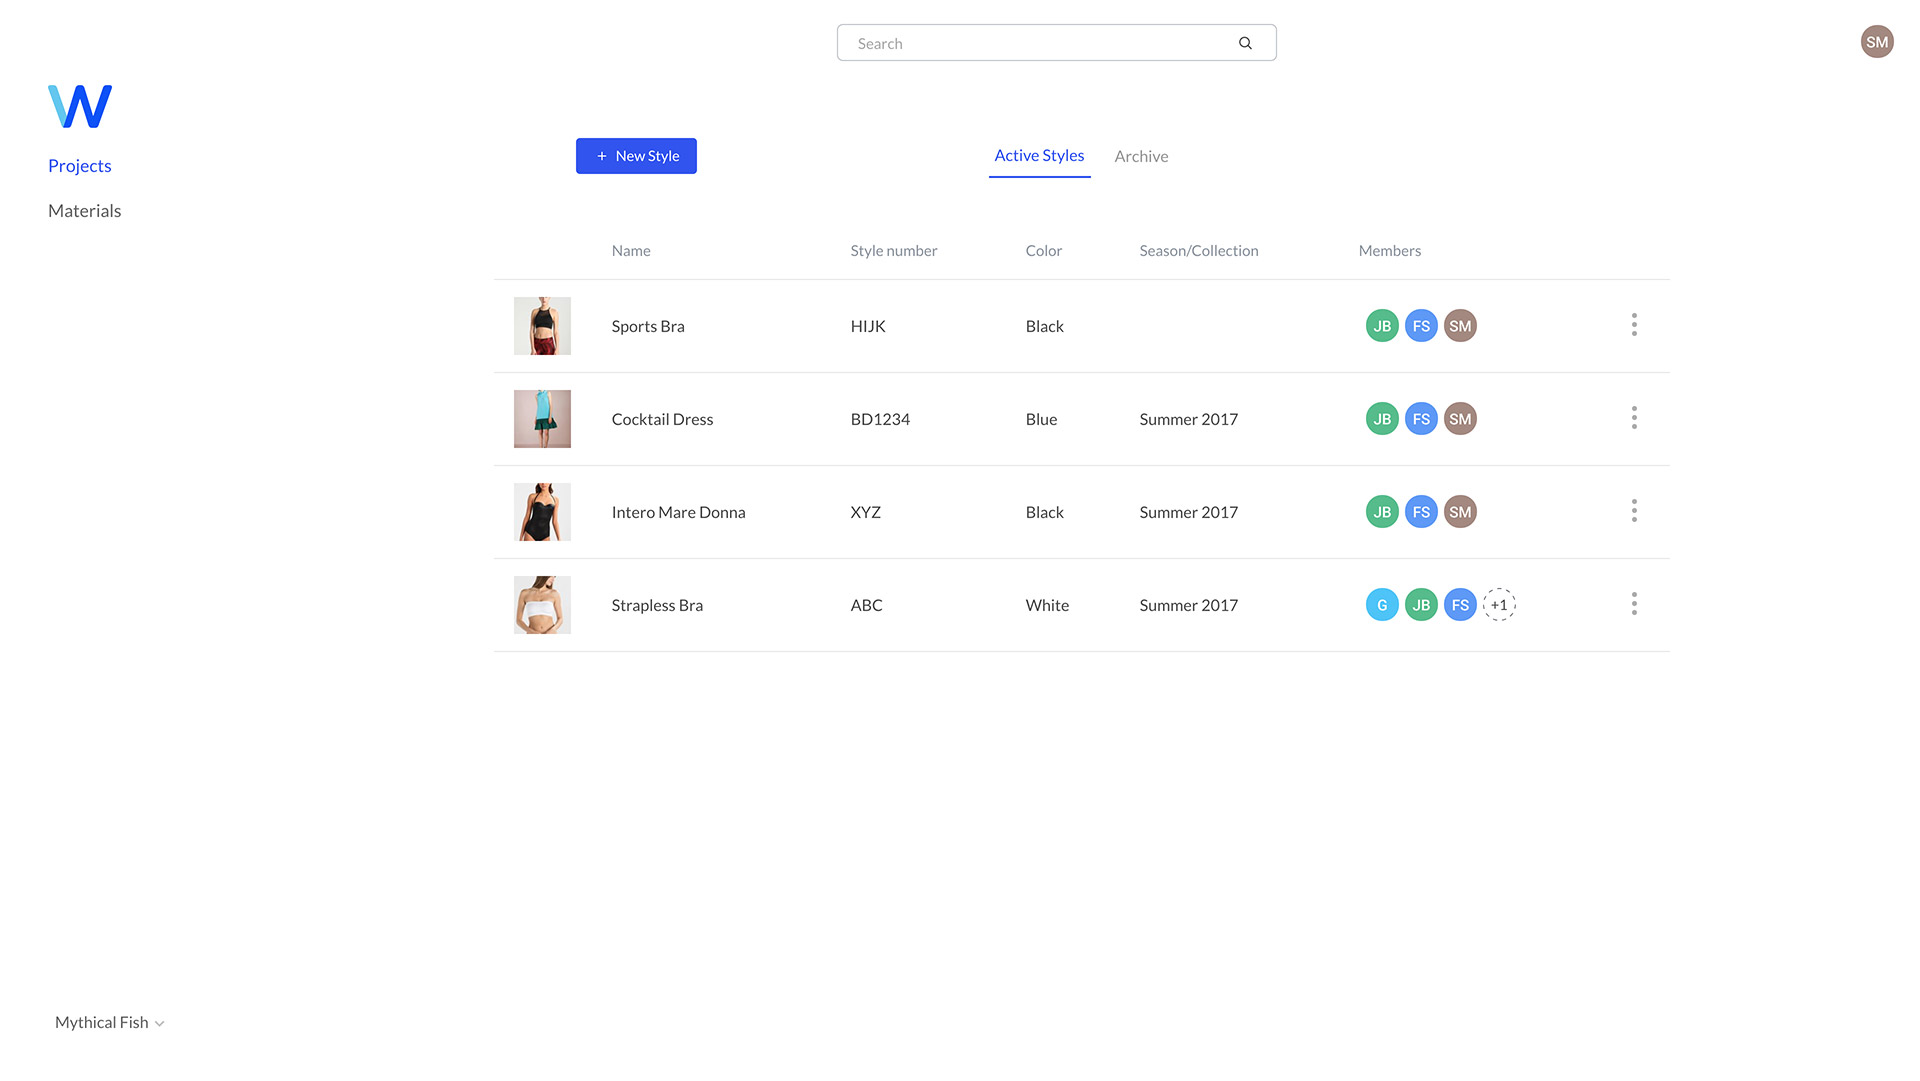 Search
SM
W
Projects
Materials
+ New Style
Active Styles
Archive
Name Style number Color Season/Collection Members
Sports Bra HIJK Black JB FS SM
Cocktail Dress BD1234 Blue Summer 2017 JB FS SM
Intero Mare Donna XYZ Black Summer 2017 JB FS SM
Strapless Bra ABC White Summer 2017 G JB FS +1
Mythical Fish